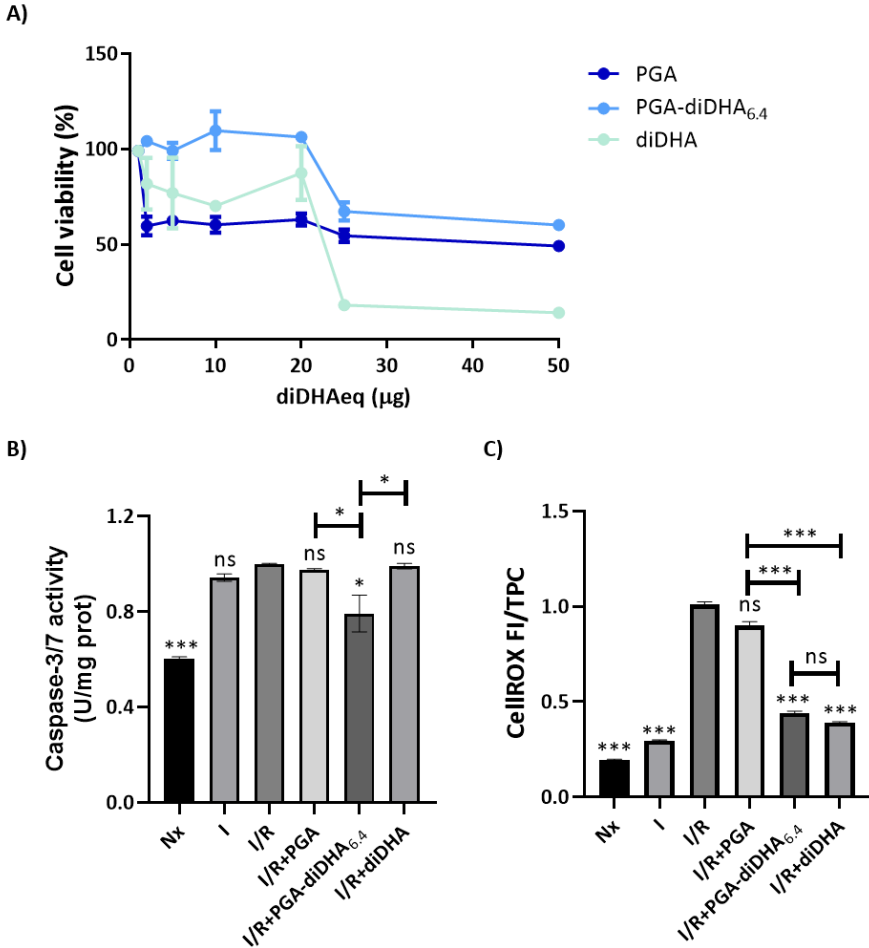 A)
150
100
50
0
Cell viability (%)
0 10 20 30 40 50
diDHAeq (μg)
PGA
PGA-diDHA6.4
diDHA
B)
1.2
0.8
0.4
0.0
Caspase-3/7 activity
(U/mg prot)
*
*
ns
ns
ns
*
***
Nx
I
I/R
I/R+PGA
I/R+PGA-diDHA6.4
I/R+diDHA
C)
1.5
1.0
0.5
0.0
CellROX FI/TPC
***
***
ns
ns
***
***
***
***
Nx
I
I/R
I/R+PGA
I/R+PGA-diDHA6.4
I/R+diDHA